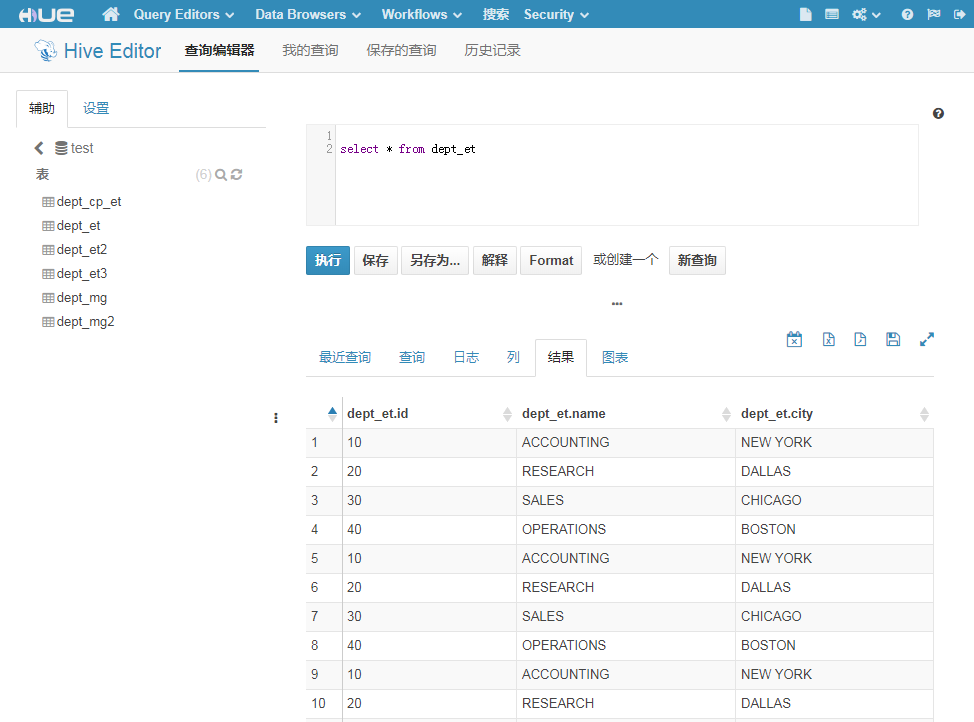 HUE Query Editors Data Browsers Workflows 搜索 Security
Hive Editor 查询编辑器 我的查询 保存的查询 历史记录
辅助 设置
test
表 (6)
dept_cp_et
dept_et
dept_et2
dept_et3
dept_mg
dept_mg2
1
2 select * from dept_et
执行 保存 另存为... 解释 Format 或创建一个 新查询
最近查询 查询 日志 列 结果 图表
dept_et.id dept_et.name dept_et.city
1 10 ACCOUNTING NEW YORK
2 20 RESEARCH DALLAS
3 30 SALES CHICAGO
4 40 OPERATIONS BOSTON
5 10 ACCOUNTING NEW YORK
6 20 RESEARCH DALLAS
7 30 SALES CHICAGO
8 40 OPERATIONS BOSTON
9 10 ACCOUNTING NEW YORK
10 20 RESEARCH DALLAS